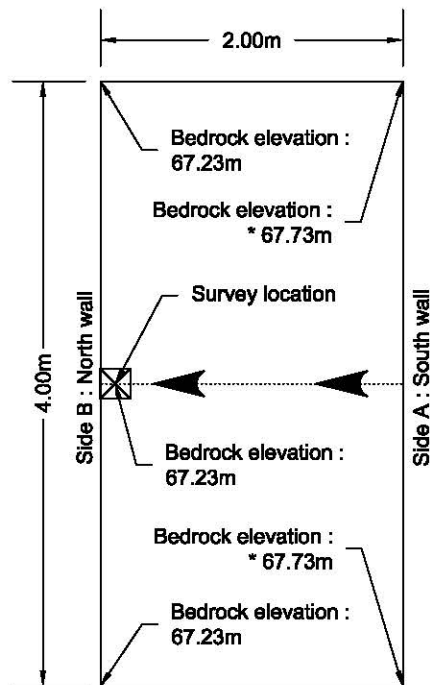 2.00m
Bedrock elevation :
67.23m
Bedrock elevation :
* 67.73m
Survey location
Side B : North wall
4.00m
Side A : South wall
Bedrock elevation :
67.23m
Bedrock elevation :
* 67.73m
Bedrock elevation :
67.23m